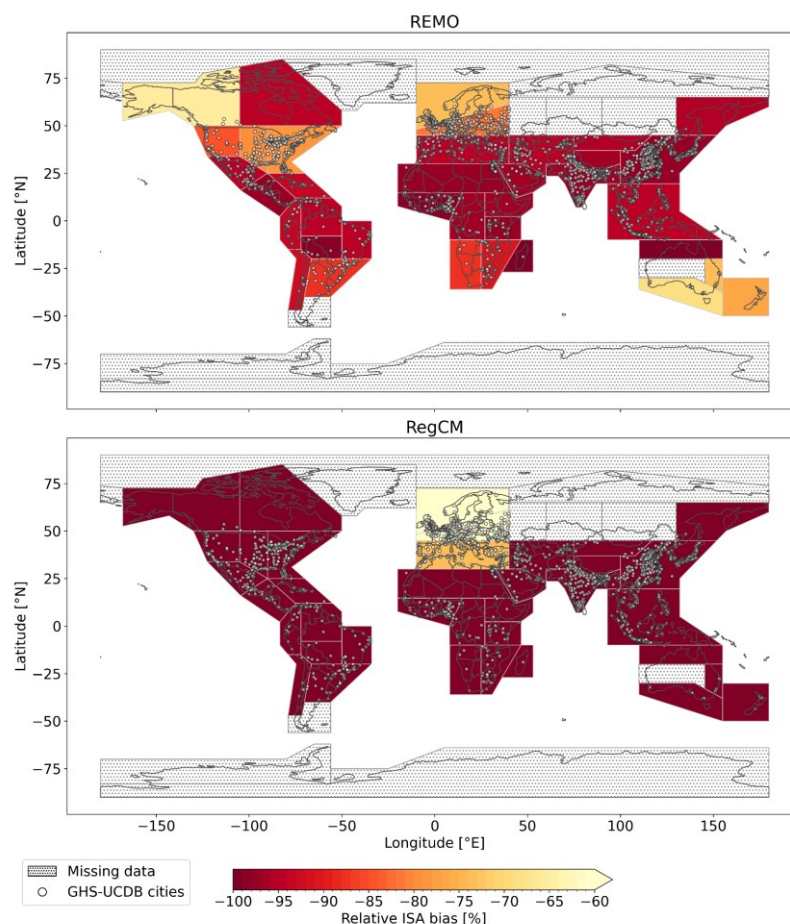 REMO
75
50
25
0
−25
−50
−75
Latitude [°N]
RegCM
75
50
25
0
−25
−50
−75
Latitude [°N]
−150 −100 −50 0 50 100 150
Longitude [°E]
Missing data
GHS-UCDB cities
−100 −95 −90 −85 −80 −75 −70 −65 −60
Relative ISA bias [%]